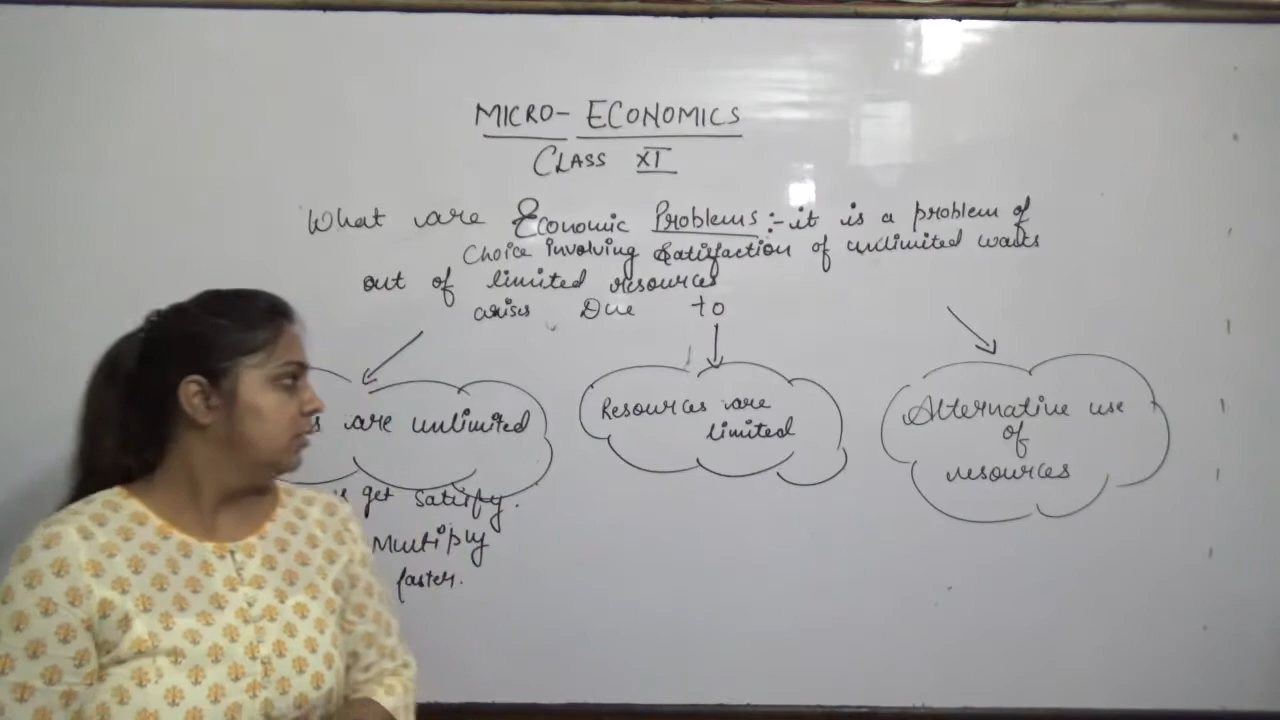 MICRO- ECONOMICS
CLASS XI
What are Economic Problems:- it is a problem of
Choice involving Satisfaction of unlimited wants
out of limited resources
arises Due to
are unlimited
get satisfy.
Multiply
faster.
Resources are
limited
Alternative use
of
resources